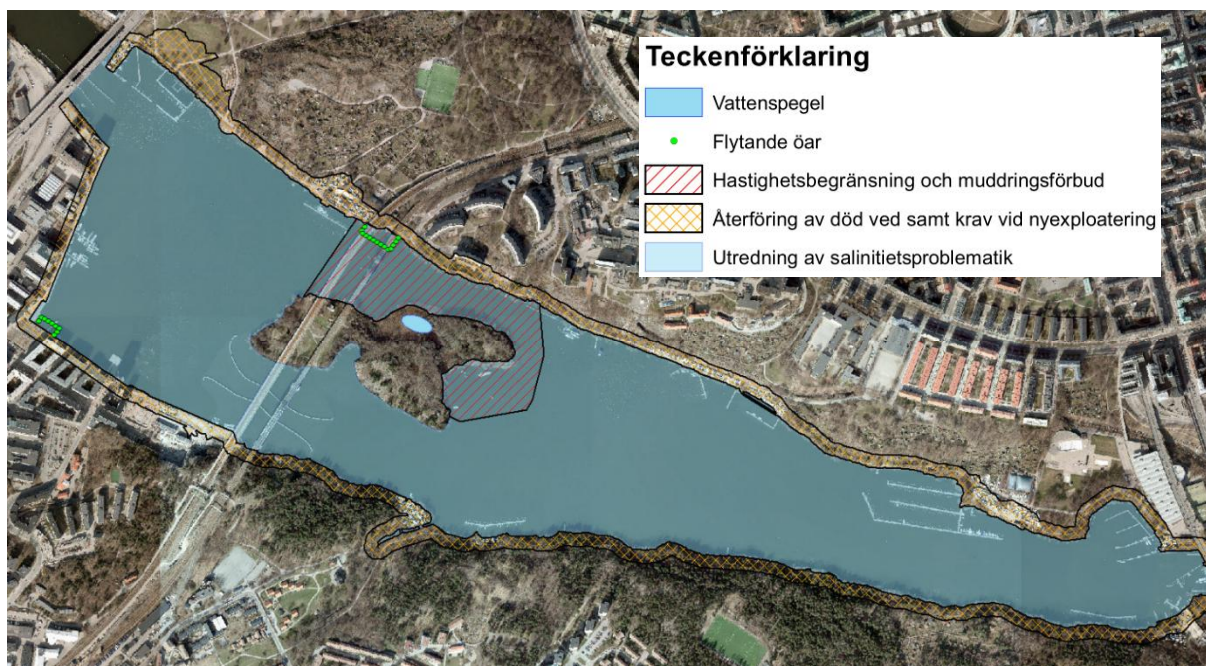 Teckenförklaring
Vattenspegel
Flytande öar
Hastighetsbegränsning och muddringsförbud
Återföring av död ved samt krav vid nyexploatering
Utredning av salinitietsproblematik